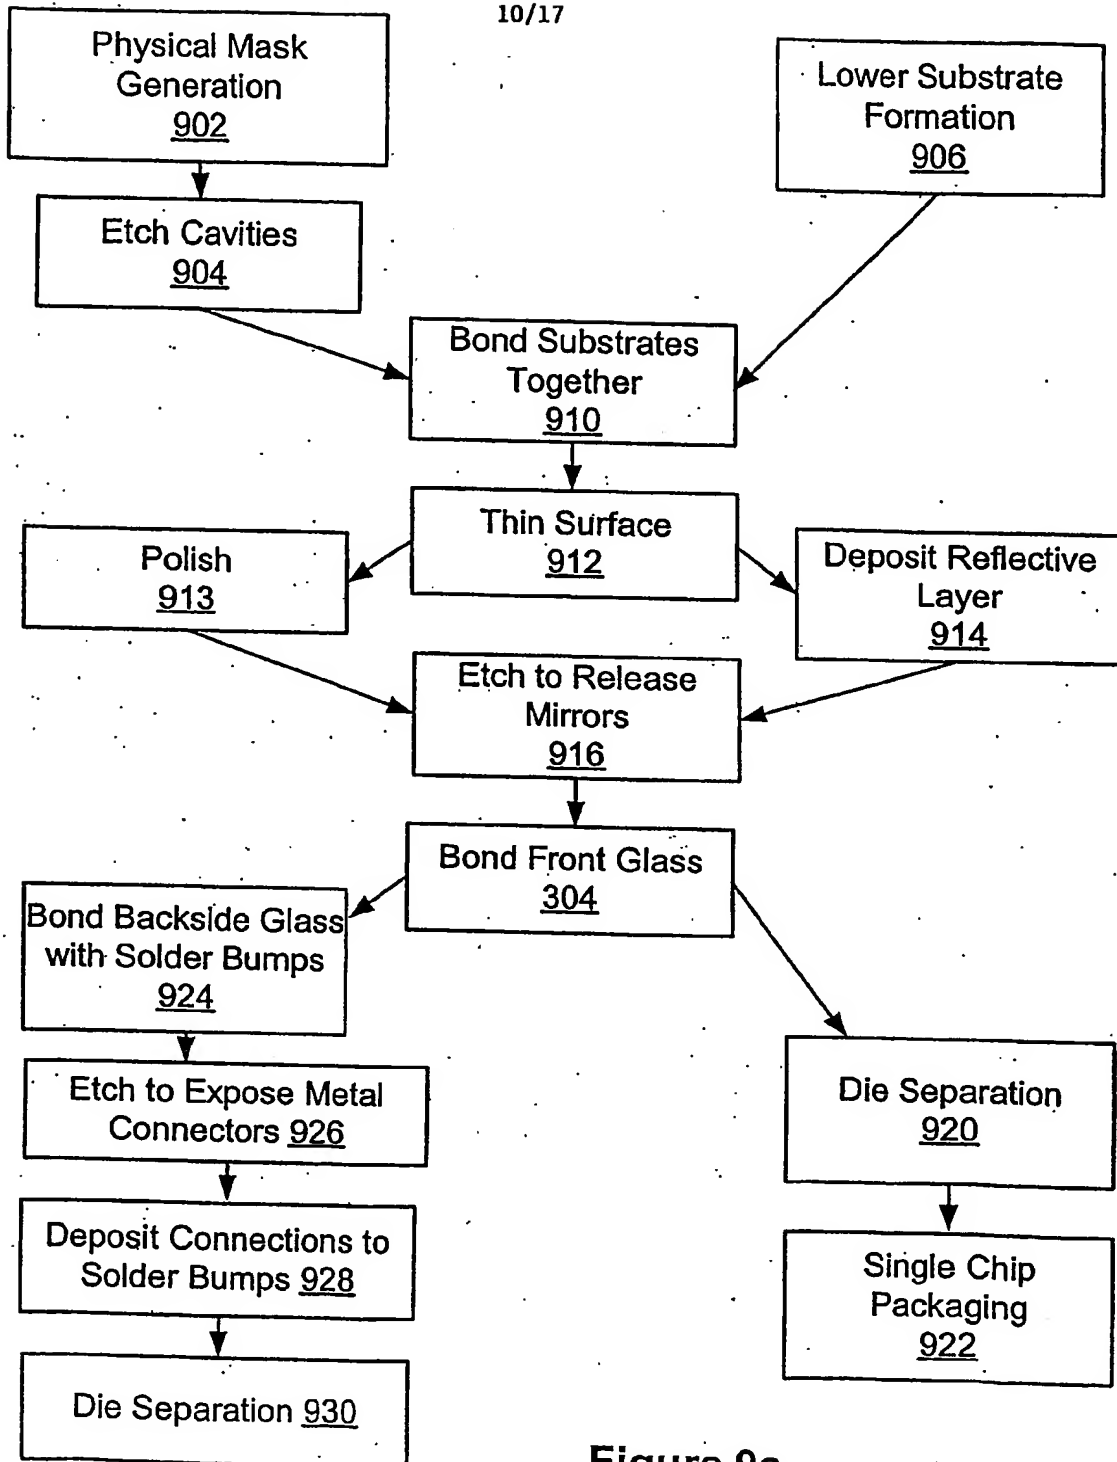 10/17
Physical Mask
Generation
902
Lower Substrate
Formation
906
Etch Cavities
904
Bond Substrates
Together
910
Thin Surface
912
Polish
913
Deposit Reflective
Layer
914
Etch to Release
Mirrors
916
Bond Front Glass
304
Bond Backside Glass
with Solder Bumps
924
Etch to Expose Metal
Connectors 926
Deposit Connections to
Solder Bumps 928
Die Separation 930
Die Separation
920
Single Chip
Packaging
922
Figure